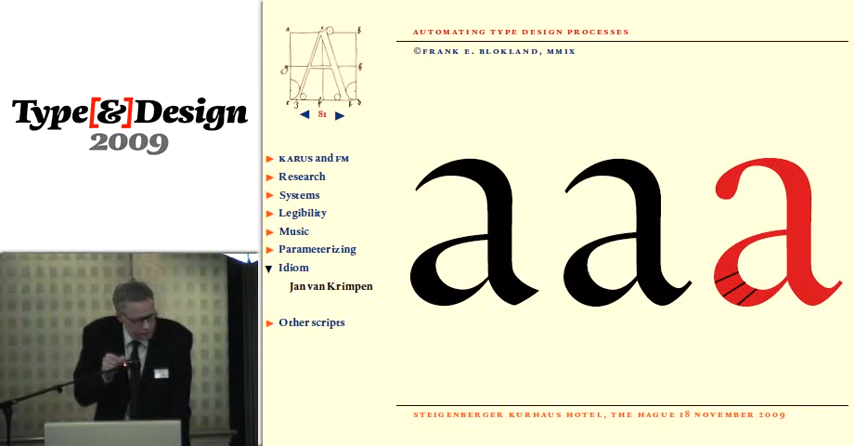 Type[&]Design
2009
81
KARUS and FM
Research
Systems
Legibility
Music
Parameterizing
Idiom
Jan van Krimpen
Other scripts
AUTOMATING TYPE DESIGN PROCESSES
©FRANK E. BLOKLAND, MMIX
a a a
STEIGENBERGER KURHAUS HOTEL, THE HAGUE 18 NOVEMBER 2009